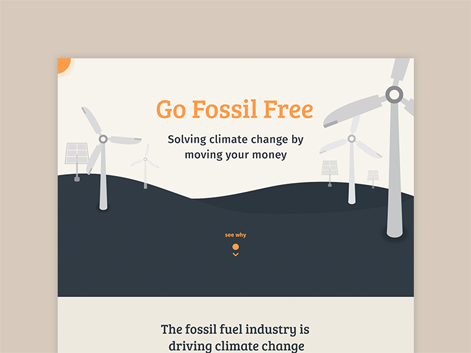 Go Fossil Free
Solving climate change by
moving your money
see why
The fossil fuel industry is
driving climate change